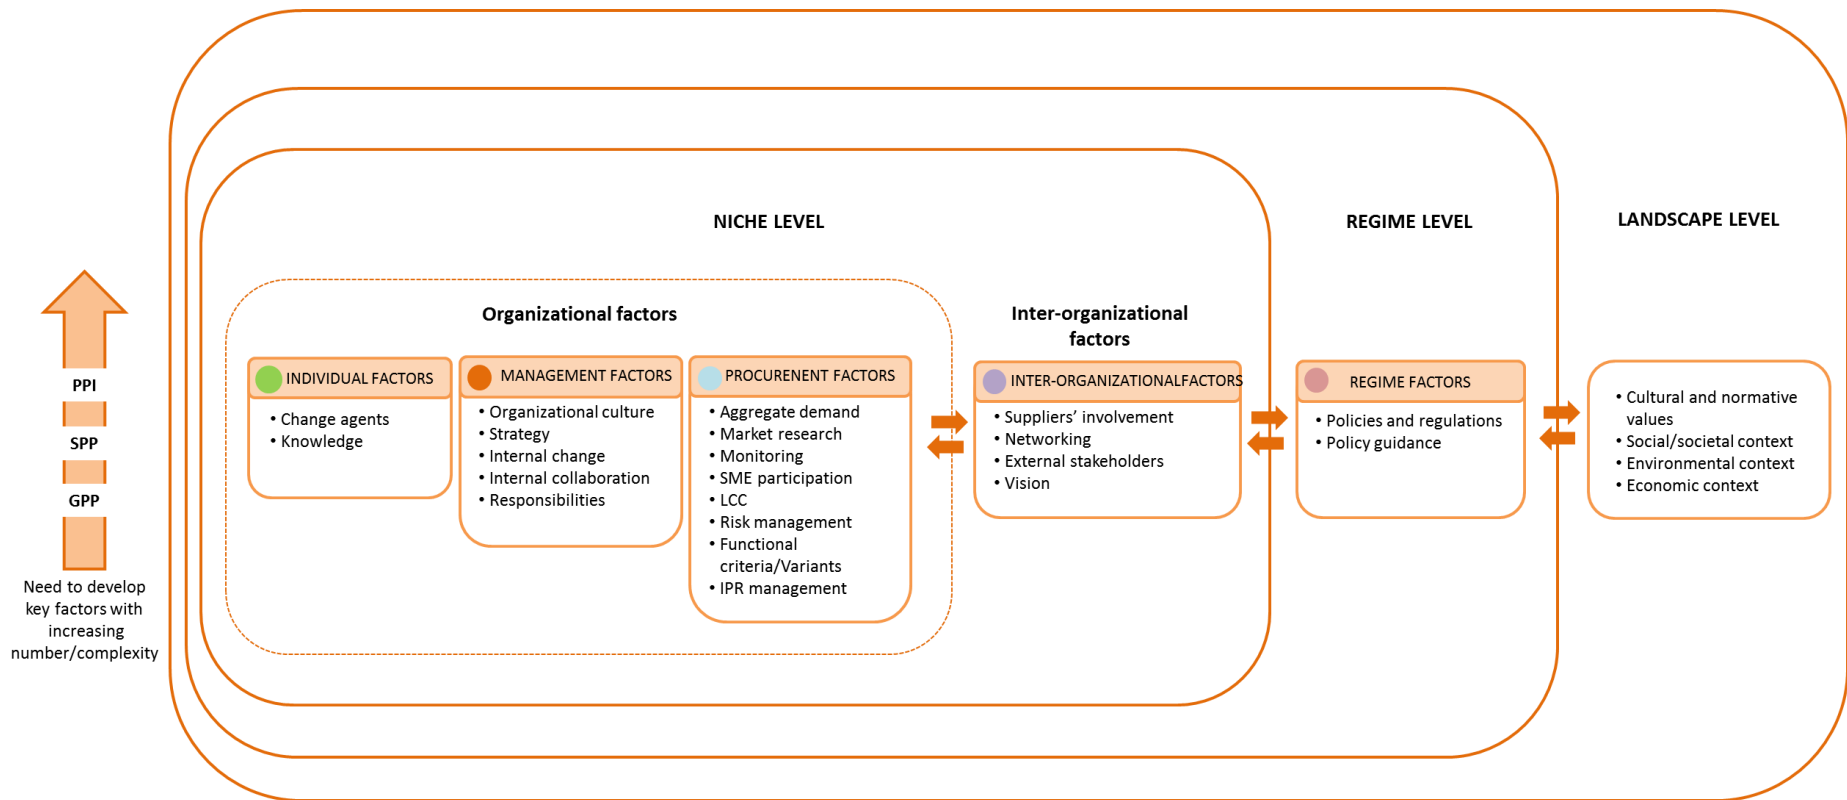 NICHE LEVEL
REGIME LEVEL
LANDSCAPE LEVEL
Organizational factors
Inter-organizational
factors
INDIVIDUAL FACTORS
• Change agents
• Knowledge
MANAGEMENT FACTORS
• Organizational culture
• Strategy
• Internal change
• Internal collaboration
• Responsibilities
PROCURENENT FACTORS
• Aggregate demand
• Market research
• Monitoring
• SME participation
• LCC
• Risk management
• Functional
criteria/Variants
• IPR management
INTER-ORGANIZATIONALFACTORS
• Suppliers’ involvement
• Networking
• External stakeholders
• Vision
REGIME FACTORS
• Policies and regulations
• Policy guidance
• Cultural and normative
values
• Social/societal context
• Environmental context
• Economic context
PPI
SPP
GPP
Need to develop
key factors with
increasing
number/complexity